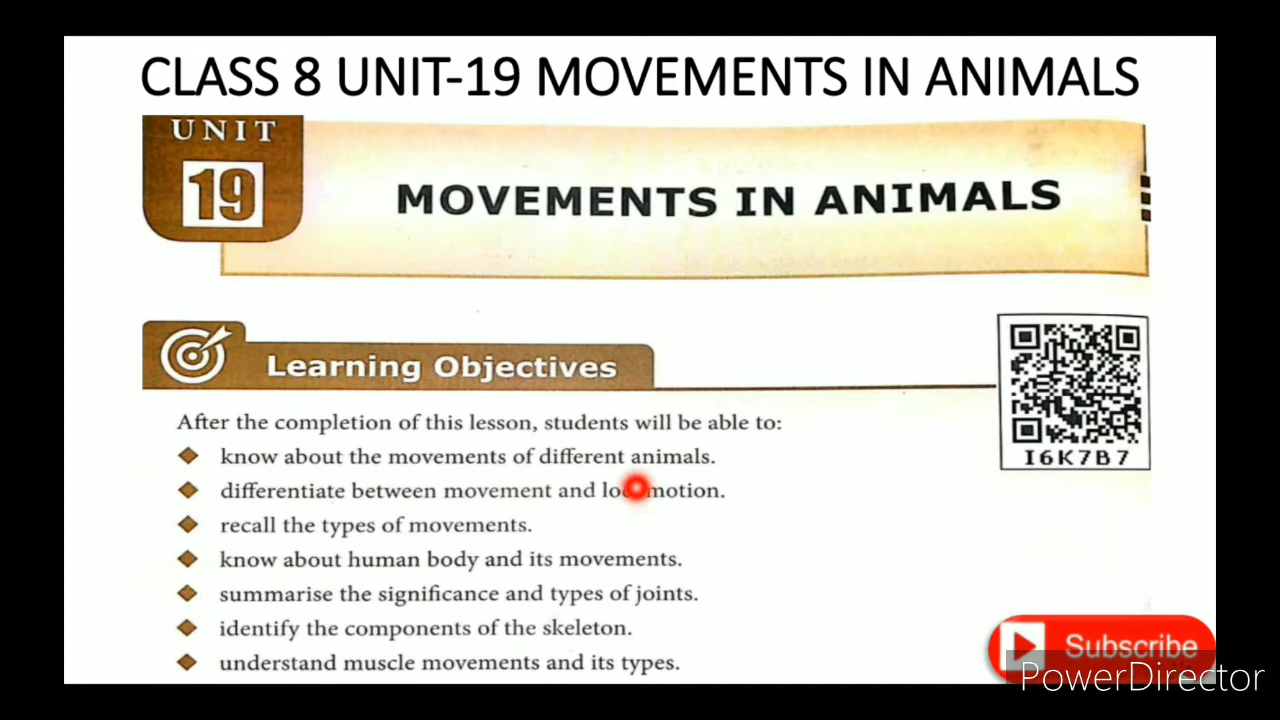 CLASS 8 UNIT-19 MOVEMENTS IN ANIMALS
UNIT
19
MOVEMENTS IN ANIMALS
Learning Objectives
I6K7B7
After the completion of this lesson, students will be able to:
know about the movements of different animals.
differentiate between movement and locomotion.
recall the types of movements.
know about human body and its movements.
summarise the significance and types of joints.
identify the components of the skeleton.
understand muscle movements and its types.
Subscribe
PowerDirector